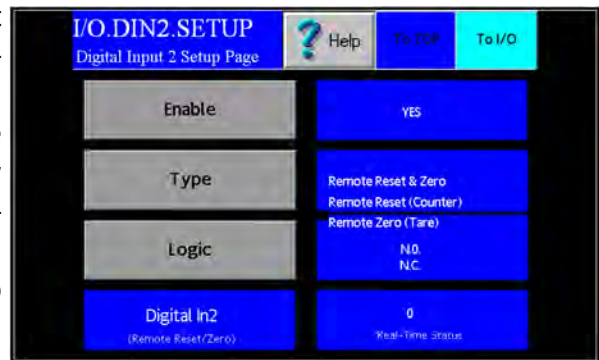 I/O.DIN2.SETUP
Digital Input 2 Setup Page
Help
To TOP
To I/O
Enable
YES
Type
Remote Reset & Zero
Remote Reset (Counter)
Remote Zero (Tare)
Logic
N.O.
N.C.
Digital In2
(Remote Reset/Zero)
0
Real-Time Status